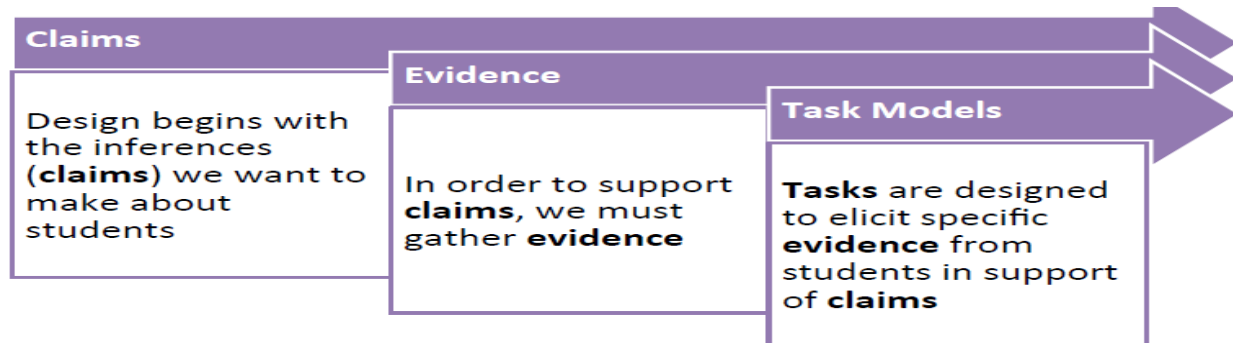 Claims
Design begins with
the inferences
(claims) we want to
make about
students
Evidence
In order to support
claims, we must
gather evidence
Task Models
Tasks are designed
to elicit specific
evidence from
students in support
of claims